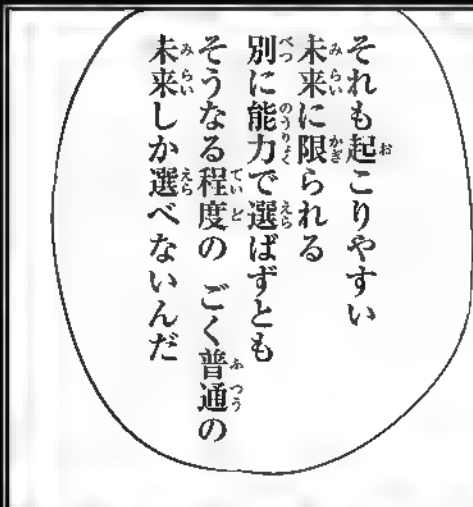 それも起こりやすい
未来に限られる
別に能力で選ばずとも
そうなる程度の ごく普通の
未来しか選べないんだ